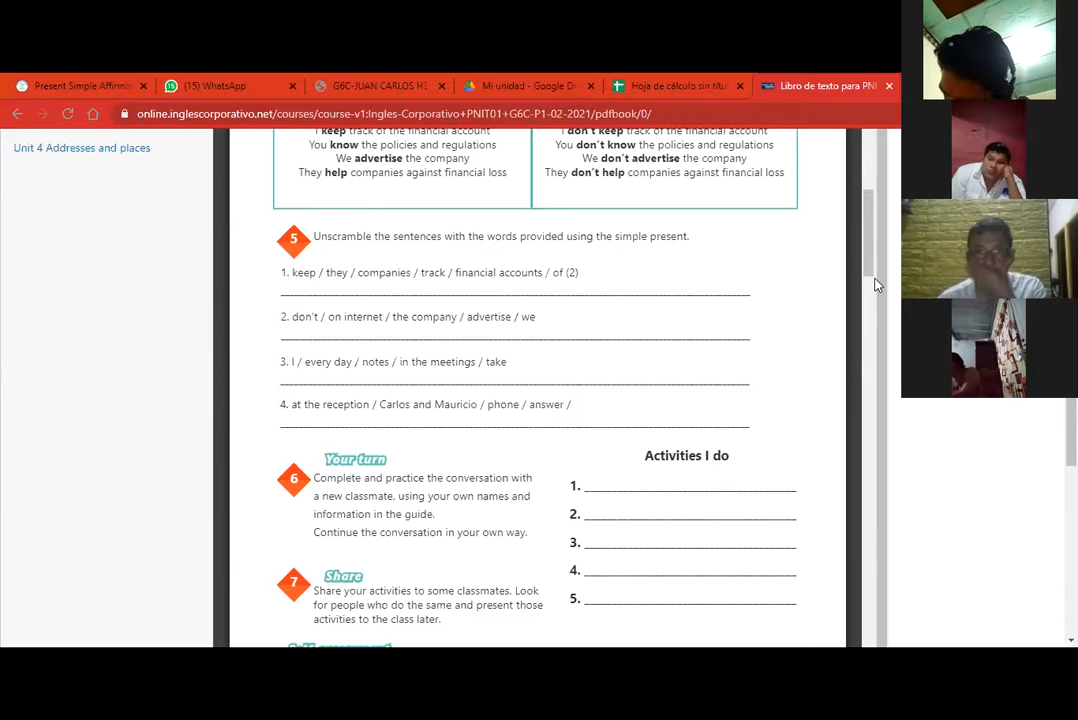 Present Simple Affirma
(15) WhatsApp
G6C-JUAN CARLOS HE
Mi unidad - Google D
Hoja de cálculo sin títu
Libro de texto para PNI
online.inglescorporativo.net/courses/course-v1:Ingles-Corporativo+PNIT01+G6C-P1-02-2021/pdfbook/0/
Unit 4 Addresses and places
I keep track of the financial account
You know the policies and regulations
We advertise the company
They help companies against financial loss
I don't keep track of the financial account
You don't know the policies and regulations
We don't advertise the company
They don't help companies against financial loss
5 Unscramble the sentences with the words provided using the simple present.
1. keep / they / companies / track / financial accounts / of (2)
2. don't / on internet / the company / advertise / we
3. I / every day / notes / in the meetings / take
4. at the reception / Carlos and Mauricio / phone / answer /
Your turn
6 Complete and practice the conversation with
a new classmate, using your own names and
information in the guide.
Continue the conversation in your own way.
Activities I do
1.
2.
3.
4.
5.
Share
7 Share your activities to some classmates. Look
for people who do the same and present those
activities to the class later.